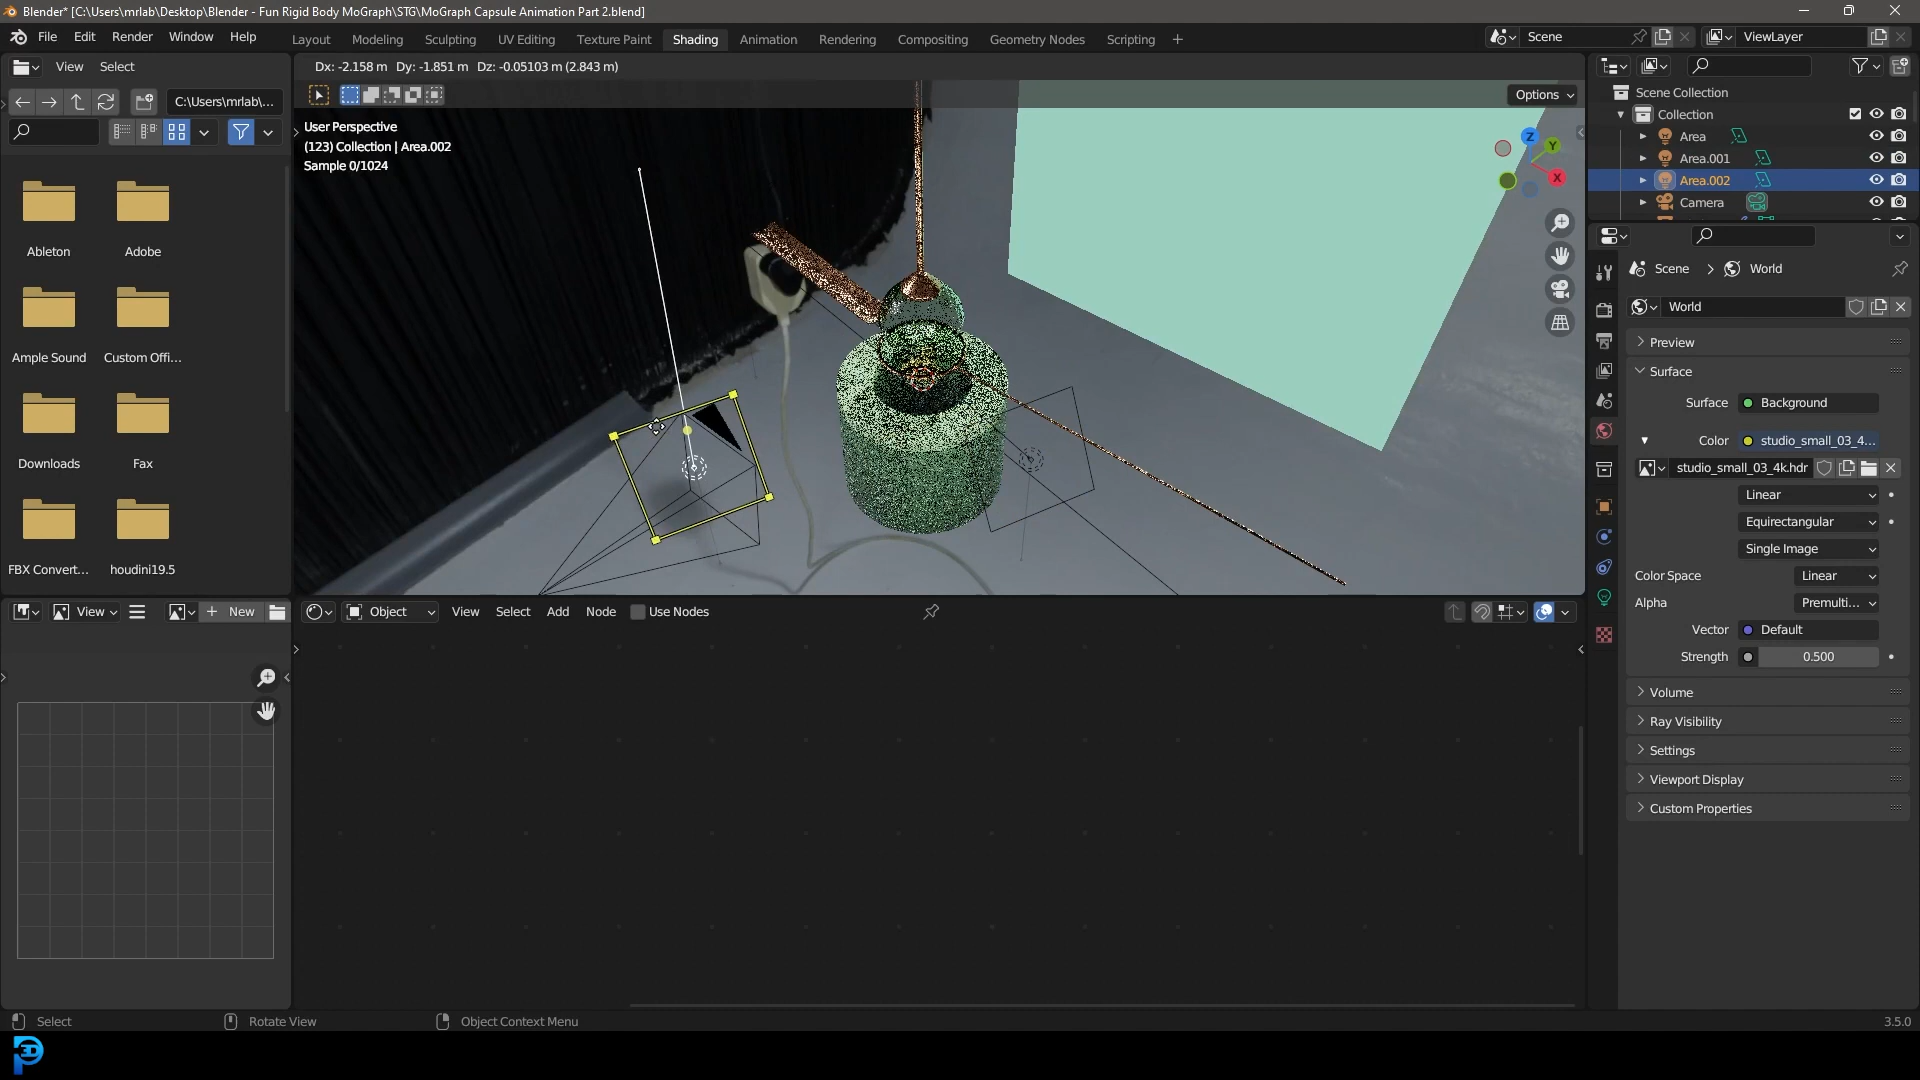 Blender* [C:\Users\mrlab\Desktop\Blender - Fun Rigid Body MoGraph\STG\MoGraph Capsule Animation Part 2.blend]
File Edit Render Window Help
Layout Modeling Sculpting UV Editing Texture Paint Shading Animation Rendering Compositing Geometry Nodes Scripting +
Scene
ViewLayer
View Select
Dx: -2.158 m Dy: -1.851 m Dz: -0.05103 m (2.843 m)
C:\Users\mrlab\...
Options
User Perspective
(123) Collection | Area.002
Sample 0/1024
Z
Y
X
Ableton
Adobe
Ample Sound
Custom Offi...
Downloads
Fax
FBX Convert...
houdini19.5
Scene Collection
Collection
Area
Area.001
Area.002
Camera
Scene > World
World
Preview
Surface
Surface Background
Color studio_small_03_4...
studio_small_03_4k.hdr
Linear
Equirectangular
Single Image
Color Space Linear
Alpha Premulti...
Vector Default
Strength 0.500
Volume
Ray Visibility
Settings
Viewport Display
Custom Properties
View
New
Object View Select Add Node Use Nodes
Select
Rotate View
Object Context Menu
3.5.0
3D